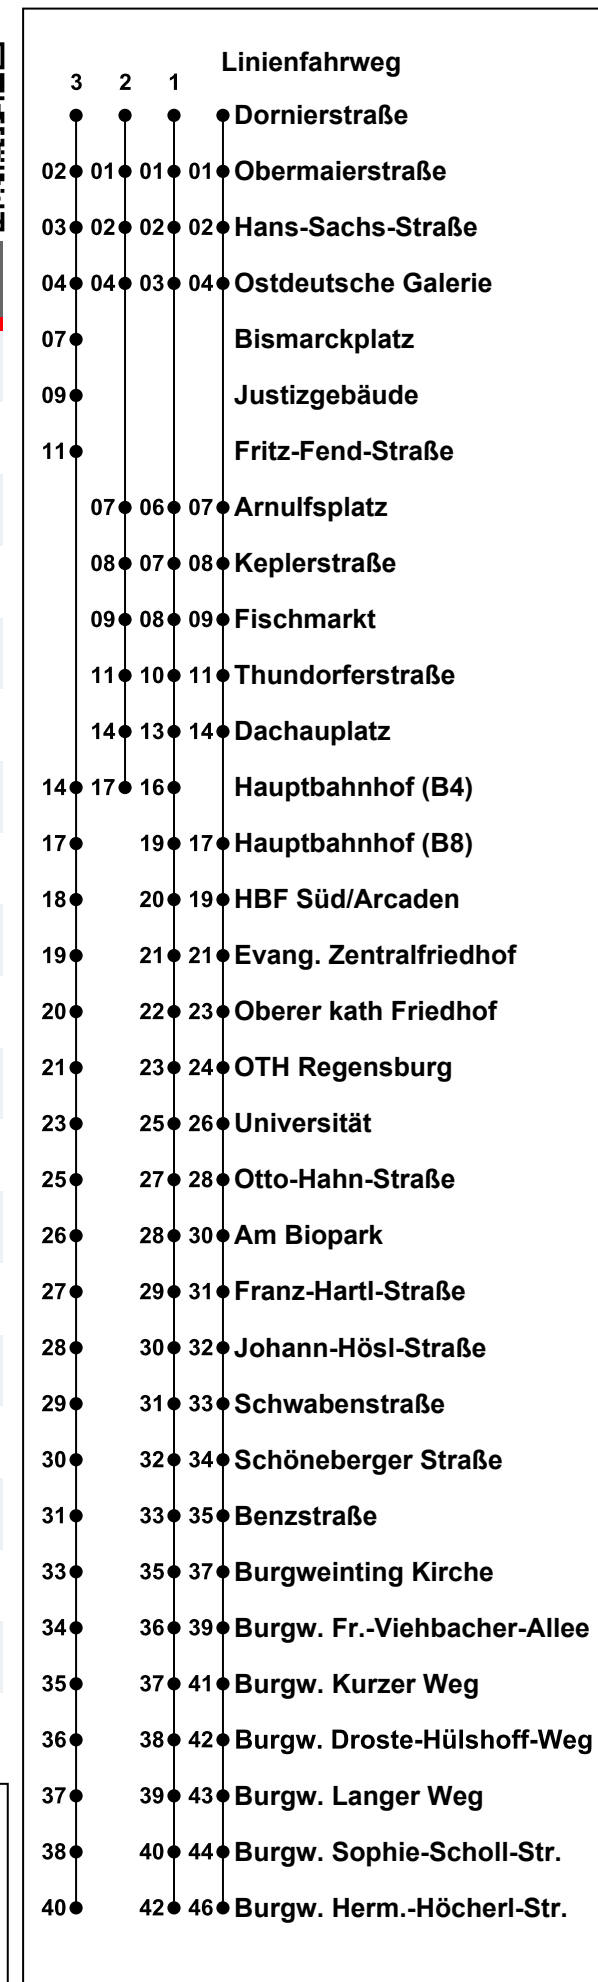 Linienfahrweg
3 2 1
Dornierstraße
02 01 01 01 Obermaierstraße
03 02 02 02 Hans-Sachs-Straße
04 04 03 04 Ostdeutsche Galerie
07 Bismarckplatz
09 Justizgebäude
11 Fritz-Fend-Straße
07 06 07 Arnulfsplatz
08 07 08 Keplerstraße
09 08 09 Fischmarkt
11 10 11 Thundorferstraße
14 13 14 Dachauplatz
14 17 16 Hauptbahnhof (B4)
17 19 17 Hauptbahnhof (B8)
18 20 19 HBF Süd/Arcaden
19 21 21 Evang. Zentralfriedhof
20 22 23 Oberer kath Friedhof
21 23 24 OTH Regensburg
23 25 26 Universität
25 27 28 Otto-Hahn-Straße
26 28 30 Am Biopark
27 29 31 Franz-Hartl-Straße
28 30 32 Johann-Hösl-Straße
29 31 33 Schwabenstraße
30 32 34 Schöneberger Straße
31 33 35 Benzstraße
33 35 37 Burgweinting Kirche
34 36 39 Burgw. Fr.-Viehbacher-Allee
35 37 41 Burgw. Kurzer Weg
36 38 42 Burgw. Droste-Hülshoff-Weg
37 39 43 Burgw. Langer Weg
38 40 44 Burgw. Sophie-Scholl-Str.
40 42 46 Burgw. Herm.-Höcherl-Str.